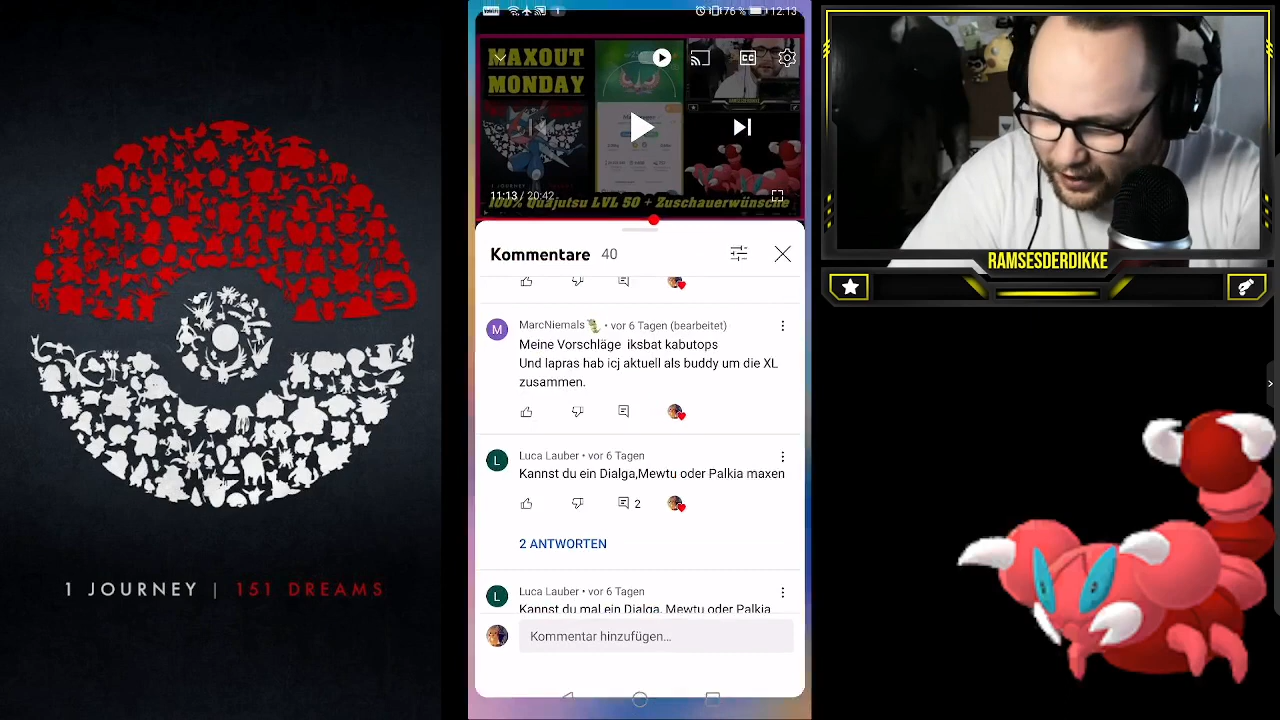 76 % 12.13
MAXOUT
MONDAY
CC
11:13 / 20:42
100% Quajutsu LVL 50 + Zuschauerwünsche
Kommentare 40
M
MarcNiemals • vor 6 Tagen (bearbeitet)
Meine Vorschläge iksbat kabutops
Und lapras hab icj aktuell als buddy um die XL
zusammen.
L
Luca Lauber • vor 6 Tagen
Kannst du ein Dialga,Mewtu oder Palkia maxen
2
2 ANTWORTEN
L
Luca Lauber • vor 6 Tagen
Kannst du mal ein Dialga, Mewtu oder Palkia
Kommentar hinzufügen...
1 JOURNEY | 151 DREAMS
RAMSESDERDIKKE